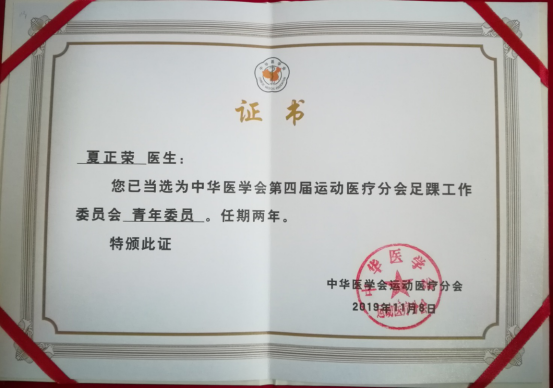 证书
夏正荣 医生：
您已当选为中华医学会第四届运动医疗分会足踝工作
委员会 青年委员 。任期两年。
特颁此证
中华医学会运动医疗分会
2019年11月8日